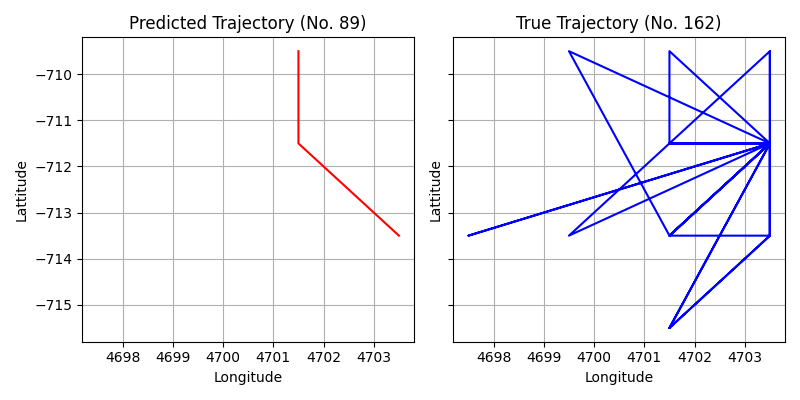 Predicted Trajectory (No. 89)
True Trajectory (No. 162)
−710
−711
−712
−713
−714
−715
Lattitude
Lattitude
4698 4699 4700 4701 4702 4703
4698 4699 4700 4701 4702 4703
Longitude
Longitude